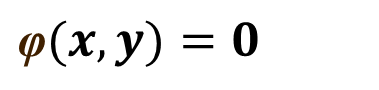 φ(x, y) = 0